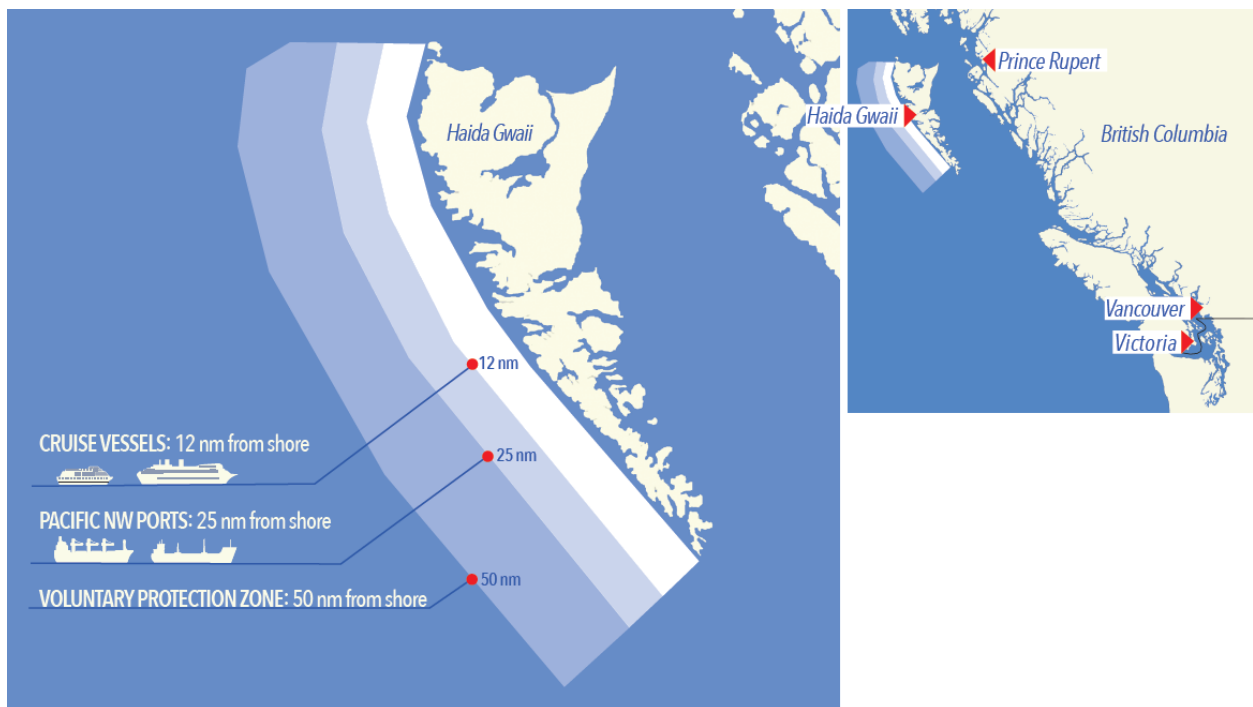 Haida Gwaii
12 nm
25 nm
50 nm
CRUISE VESSELS: 12 nm from shore
PACIFIC NW PORTS: 25 nm from shore
VOLUNTARY PROTECTION ZONE: 50 nm from shore
Prince Rupert
Haida Gwaii
British Columbia
Vancouver
Victoria